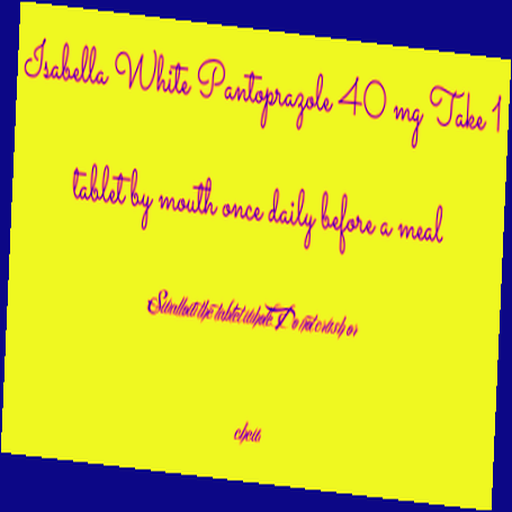 Isabella White Pantoprazole 40 mg Take 1
tablet by mouth once daily before a meal
Swallow the tablet whole. Do not crush or
chew